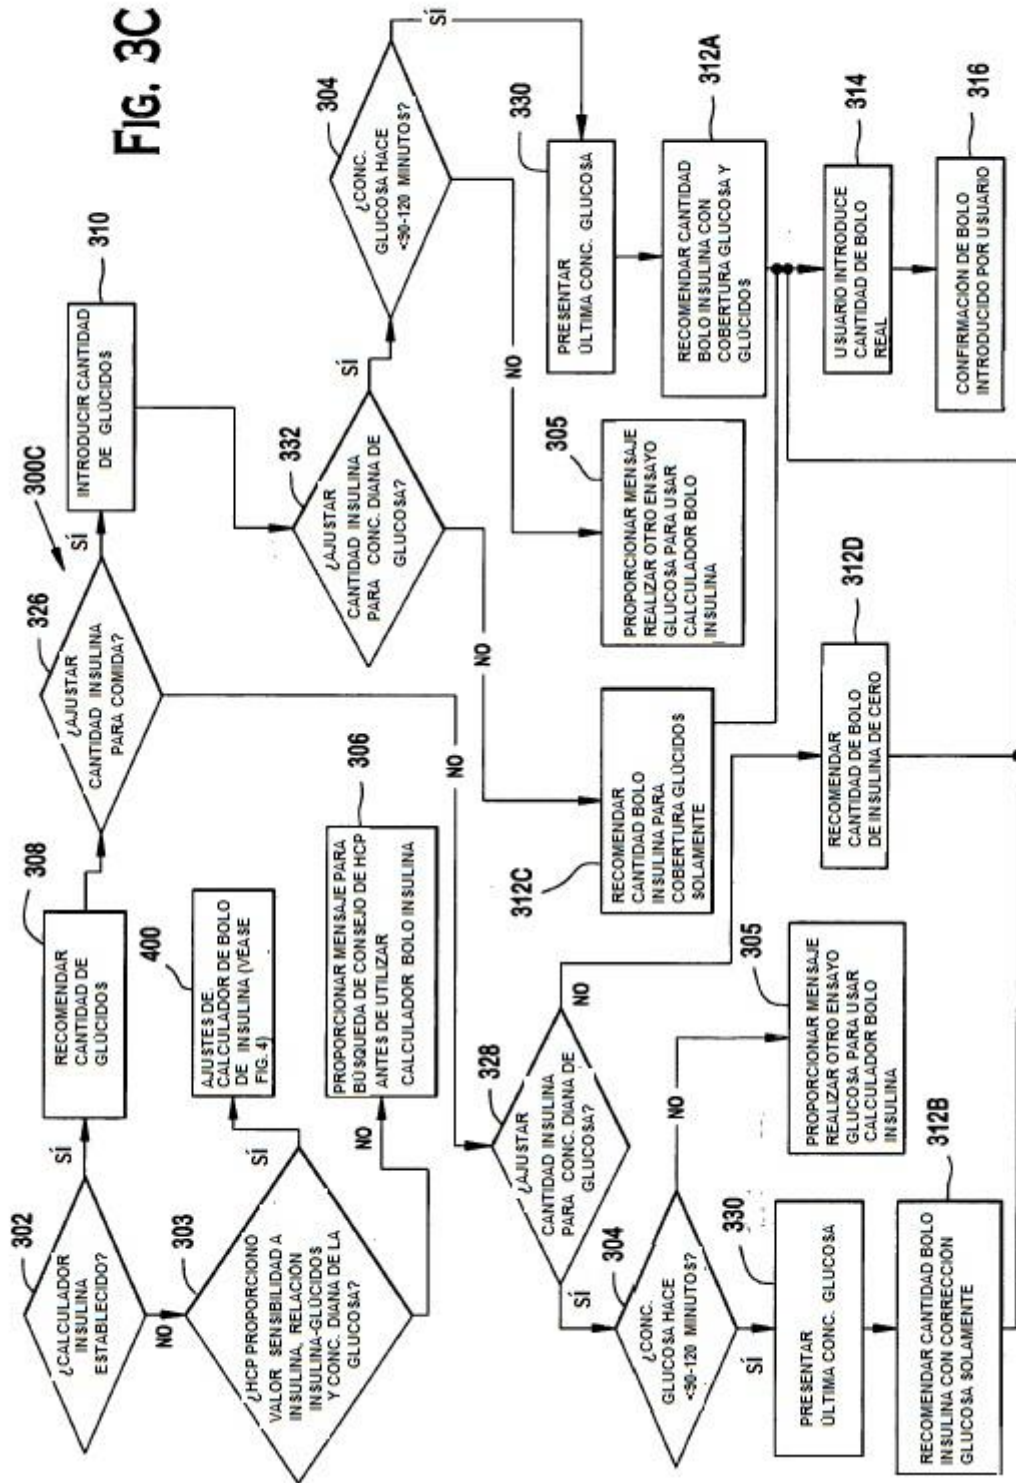 FIG. 3C
300C
302
¿CALCULADOR
INSULINA
ESTABLECIDO?
SÍ
NO
308
RECOMENDAR
CANTIDAD DE
GLÚCIDOS
326
¿AJUSTAR
CANTIDAD INSULINA
PARA COMIDA?
SÍ
NO
310
INTRODUCIR CANTIDAD
DE GLÚCIDOS
303
¿HCP PROPORCIONÓ
VALOR SENSIBILIDAD A
INSULINA, RELACIÓN
INSULINA-GLÚCIDOS
Y CONC. DIANA DE LA
GLUCOSA?
SÍ
NO
400
AJUSTES DE
CALCULADOR DE BOLO
DE INSULINA (VÉASE
FIG. 4)
306
PROPORCIONAR MENSAJE PARA
BÚSQUEDA DE CONSEJO DE HCP
ANTES DE UTILIZAR
CALCULADOR BOLO INSULINA
332
¿AJUSTAR
CANTIDAD INSULINA
PARA CONC. DIANA DE
GLUCOSA?
SÍ
NO
304
¿CONC.
GLUCOSA HACE
<90-120 MINUTOS?
SÍ
NO
330
PRESENTAR
ÚLTIMA CONC. GLUCOSA
305
PROPORCIONAR MENSAJE
REALIZAR OTRO ENSAYO
GLUCOSA PARA USAR
CALCULADOR BOLO
INSULINA
312A
RECOMENDAR CANTIDAD
BOLO INSULINA CON
COBERTURA GLUCOSA Y
GLÚCIDOS
312C
RECOMENDAR
CANTIDAD BOLO
INSULINA PARA
COBERTURA GLÚCIDOS
SOLAMENTE
328
¿AJUSTAR
CANTIDAD INSULINA
PARA CONC. DIANA DE
GLUCOSA?
SÍ
NO
312D
RECOMENDAR
CANTIDAD DE BOLO
DE INSULINA DE CERO
304
¿CONC.
GLUCOSA HACE
<90-120 MINUTOS?
SÍ
NO
305
PROPORCIONAR MENSAJE
REALIZAR OTRO ENSAYO
GLUCOSA PARA USAR
CALCULADOR BOLO
INSULINA
330
PRESENTAR
ÚLTIMA CONC. GLUCOSA
312B
RECOMENDAR CANTIDAD BOLO
INSULINA CON CORRECCIÓN
GLUCOSA SOLAMENTE
314
USUARIO INTRODUCE
CANTIDAD DE BOLO
REAL
316
CONFIRMACIÓN DE BOLO
INTRODUCIDO POR USUARIO